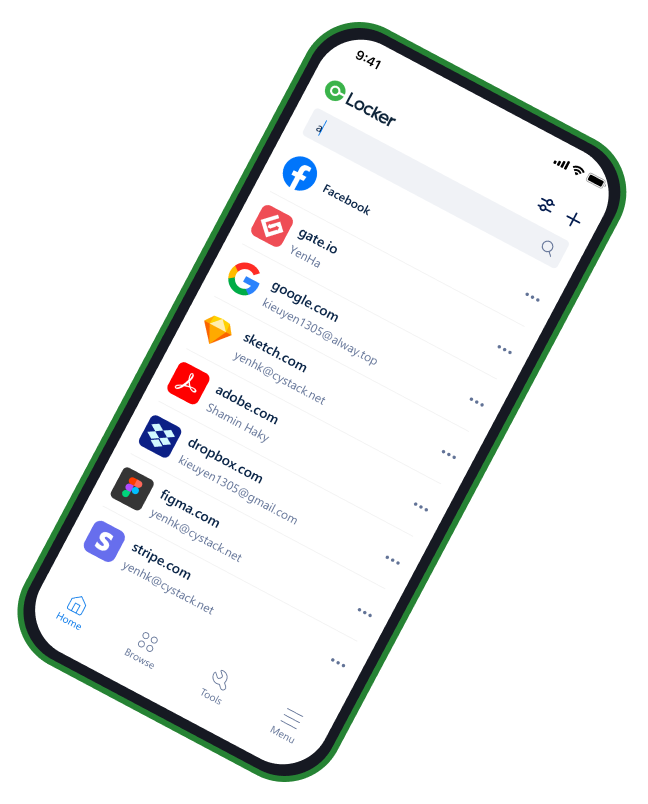 9:41
Locker
a
Facebook
gate.io
YenHa
google.com
kieuyen1305@alway.top
sketch.com
yenhk@cystack.net
adobe.com
Shamin Haky
dropbox.com
kieuyen1305@gmail.com
figma.com
yenhk@cystack.net
stripe.com
yenhk@cystack.net
Home
Browse
Tools
Menu